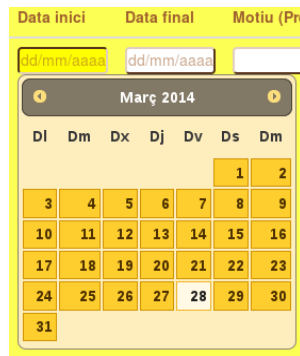 Data inici Data final Motiu (Pr
dd/mm/aaaa dd/mm/aaaa
Març 2014
Dl Dm Dx Dj Dv Ds Dm
1 2
3 4 5 6 7 8 9
10 11 12 13 14 15 16
17 18 19 20 21 22 23
24 25 26 27 28 29 30
31